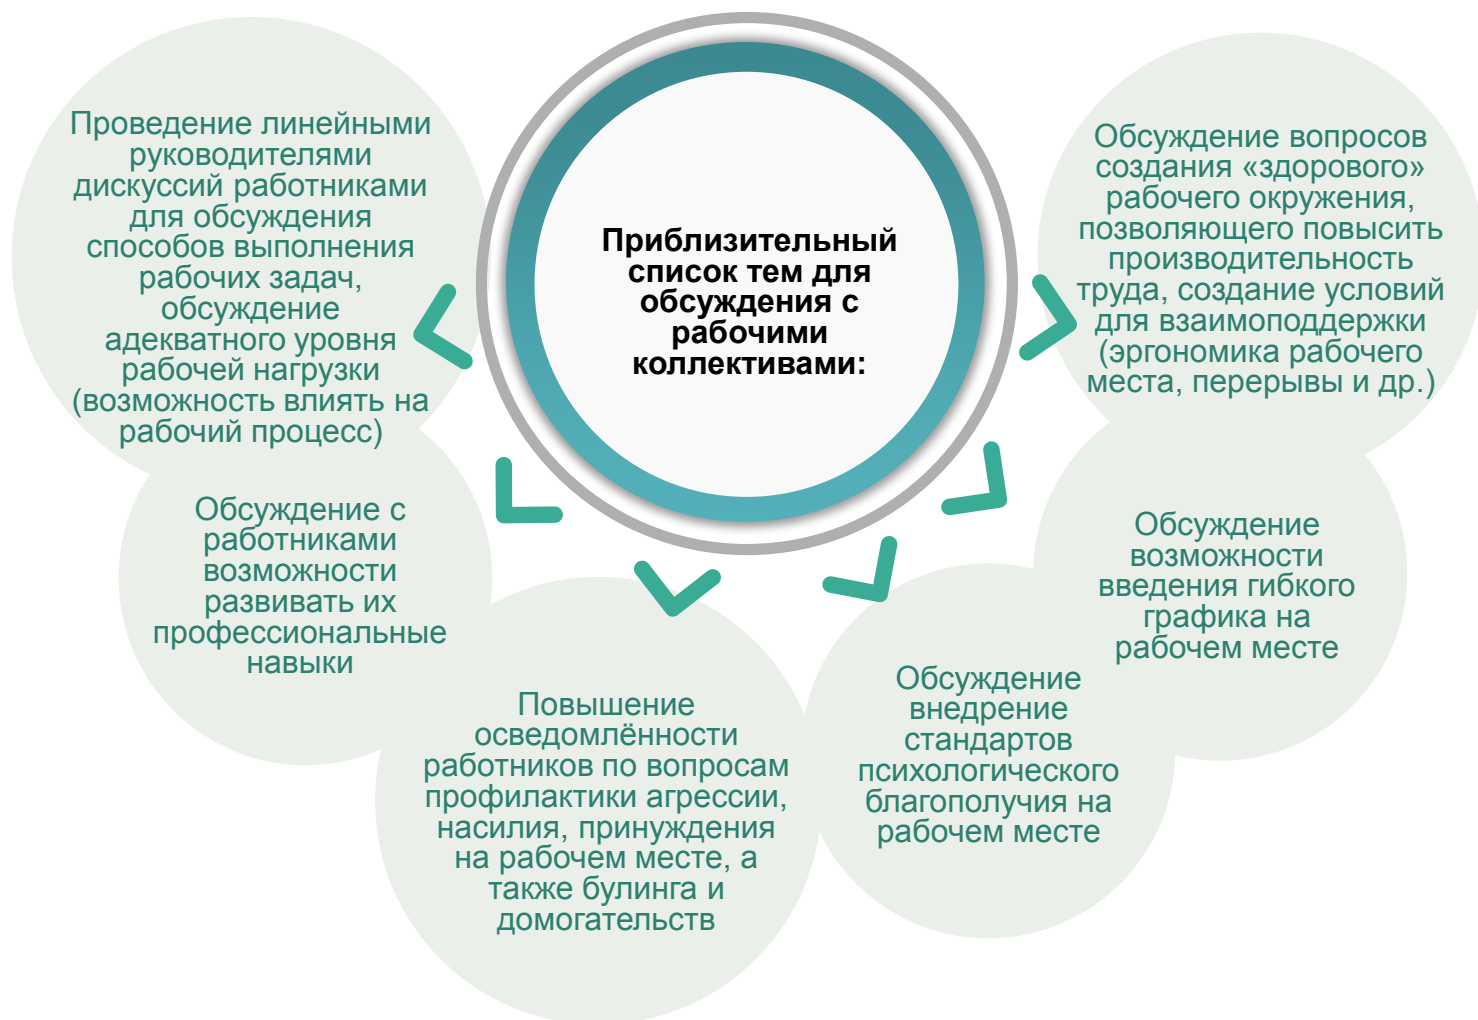 Приблизительный
список тем для
обсуждения с
рабочими
коллективами:
Проведение линейными
руководителями
дискуссий работниками
для обсуждения
способов выполнения
рабочих задач,
обсуждение
адекватного уровня
рабочей нагрузки
(возможность влиять на
рабочий процесс)
Обсуждение с
работниками
возможности
развивать их
профессиональные
навыки
Повышение
осведомлённости
работников по вопросам
профилактики агрессии,
насилия, принуждения
на рабочем месте, а
также булинга и
домогательств
Обсуждение
внедрение
стандартов
психологического
благополучия на
рабочем месте
Обсуждение
возможности
введения гибкого
графика на
рабочем месте
Обсуждение вопросов
создания «здорового»
рабочего окружения,
позволяющего повысить
производительность
труда, создание условий
для взаимоподдержки
(эргономика рабочего
места, перерывы и др.)